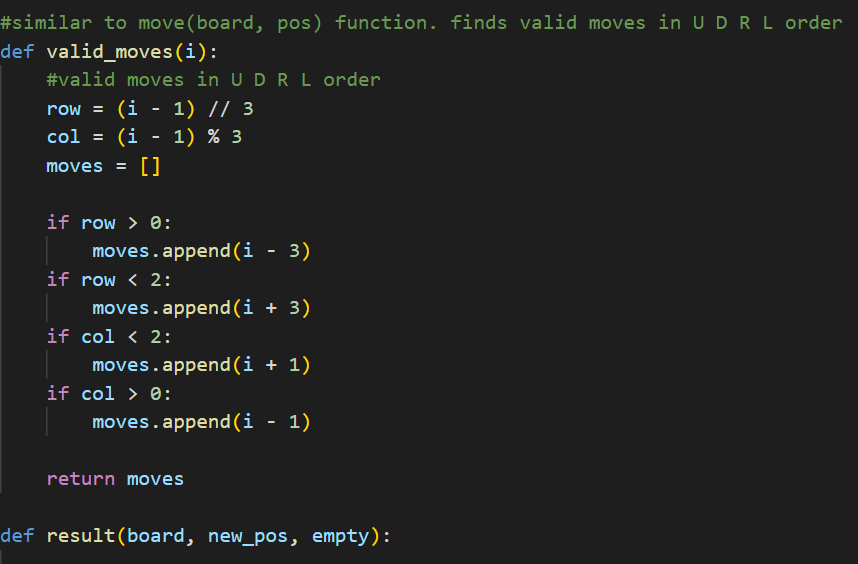 #similar to move(board, pos) function. finds valid moves in U D R L order
def valid_moves(i):
    #valid moves in U D R L order
    row = (i - 1) // 3
    col = (i - 1) % 3
    moves = []

    if row > 0:
        moves.append(i - 3)
    if row < 2:
        moves.append(i + 3)
    if col < 2:
        moves.append(i + 1)
    if col > 0:
        moves.append(i - 1)

    return moves

def result(board, new_pos, empty):